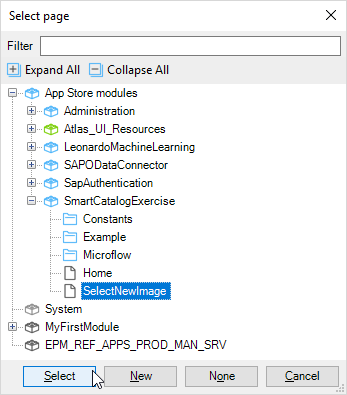 Select page
Filter
Expand All Collapse All
App Store modules
Administration
Atlas_UI_Resources
LeonardoMachineLearning
SAPODataConnector
SapAuthentication
SmartCatalogExercise
Constants
Example
Microflow
Home
SelectNewImage
System
MyFirstModule
EPM_REF_APPS_PROD_MAN_SRV
Select New None Cancel